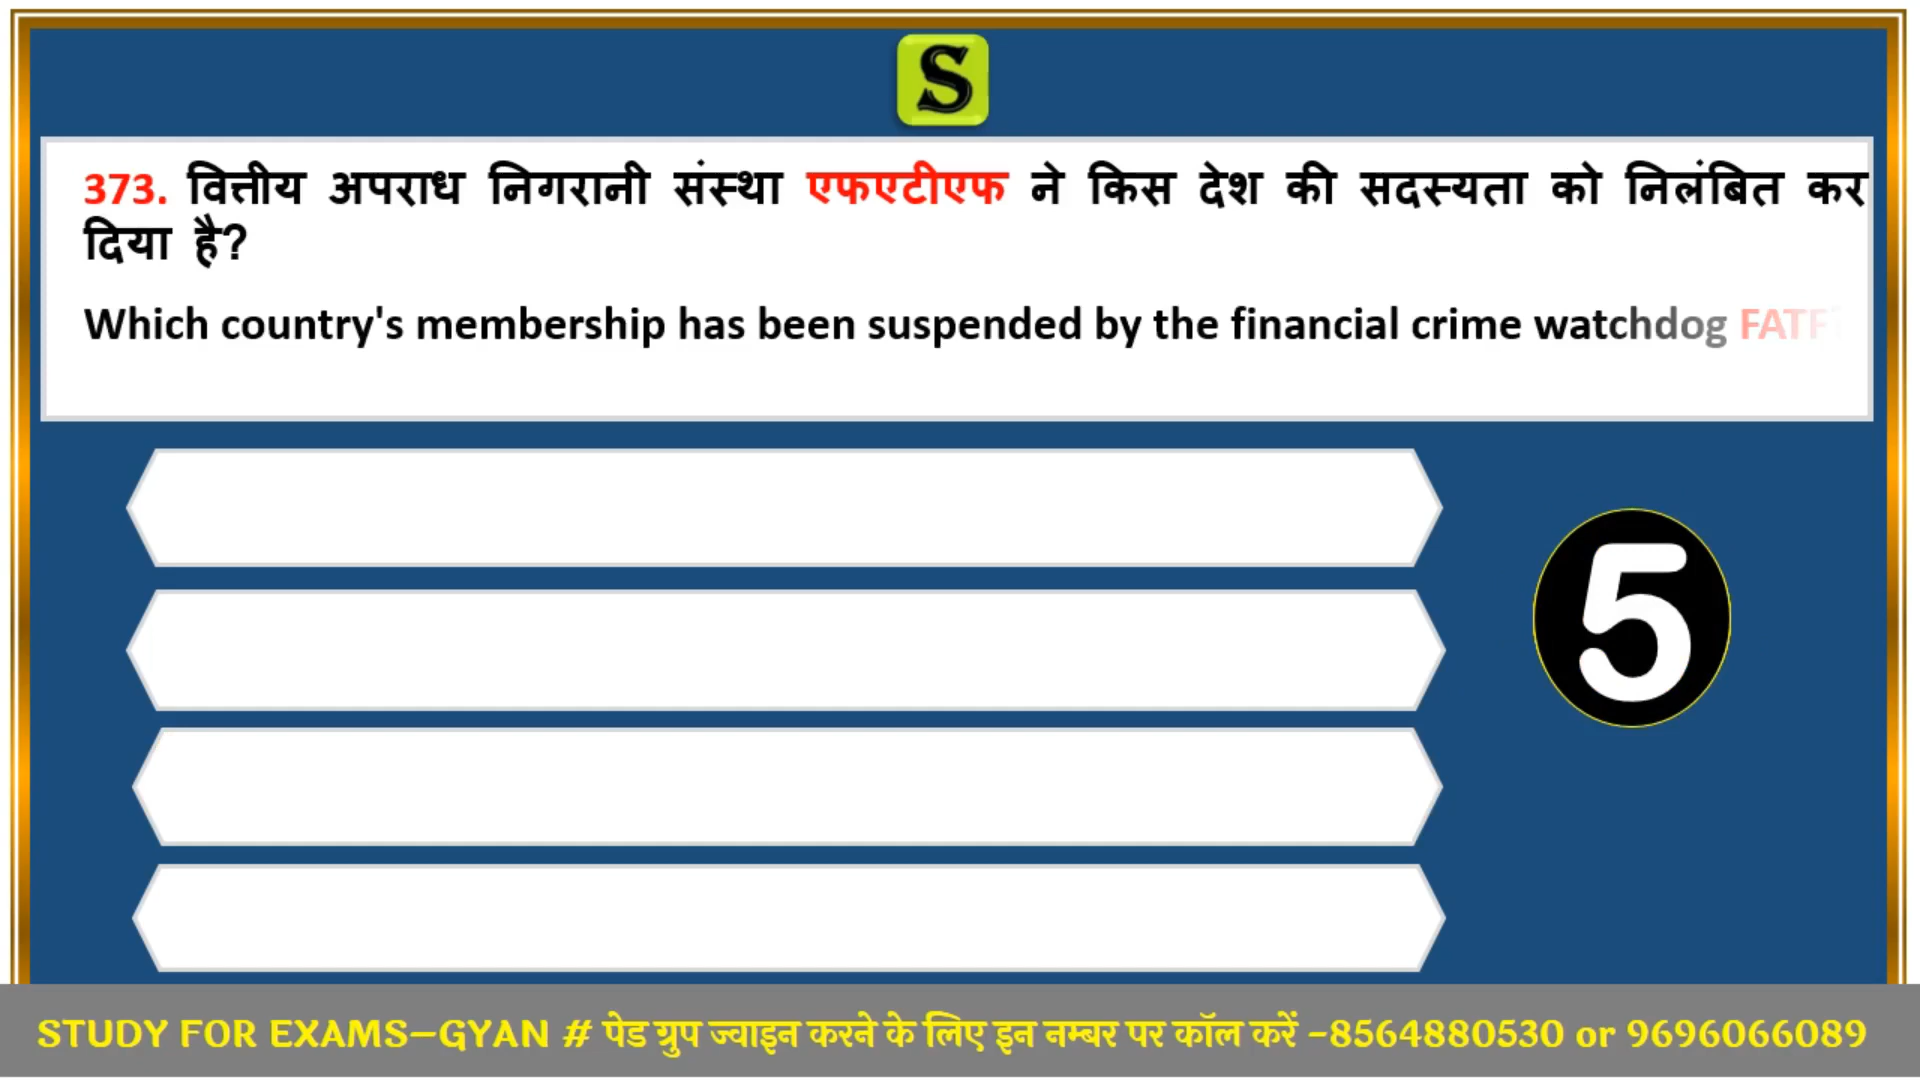 S
373. वित्तीय अपराध निगरानी संस्था एफएटीएफ ने किस देश की सदस्यता को निलंबित कर
दिया है?
Which country's membership has been suspended by the financial crime watchdog FATF
5
STUDY FOR EXAMS-GYAN # पेड ग्रुप ज्वाइन करने के लिए इन नम्बर पर कॉल करें -8564880530 or 9696066089